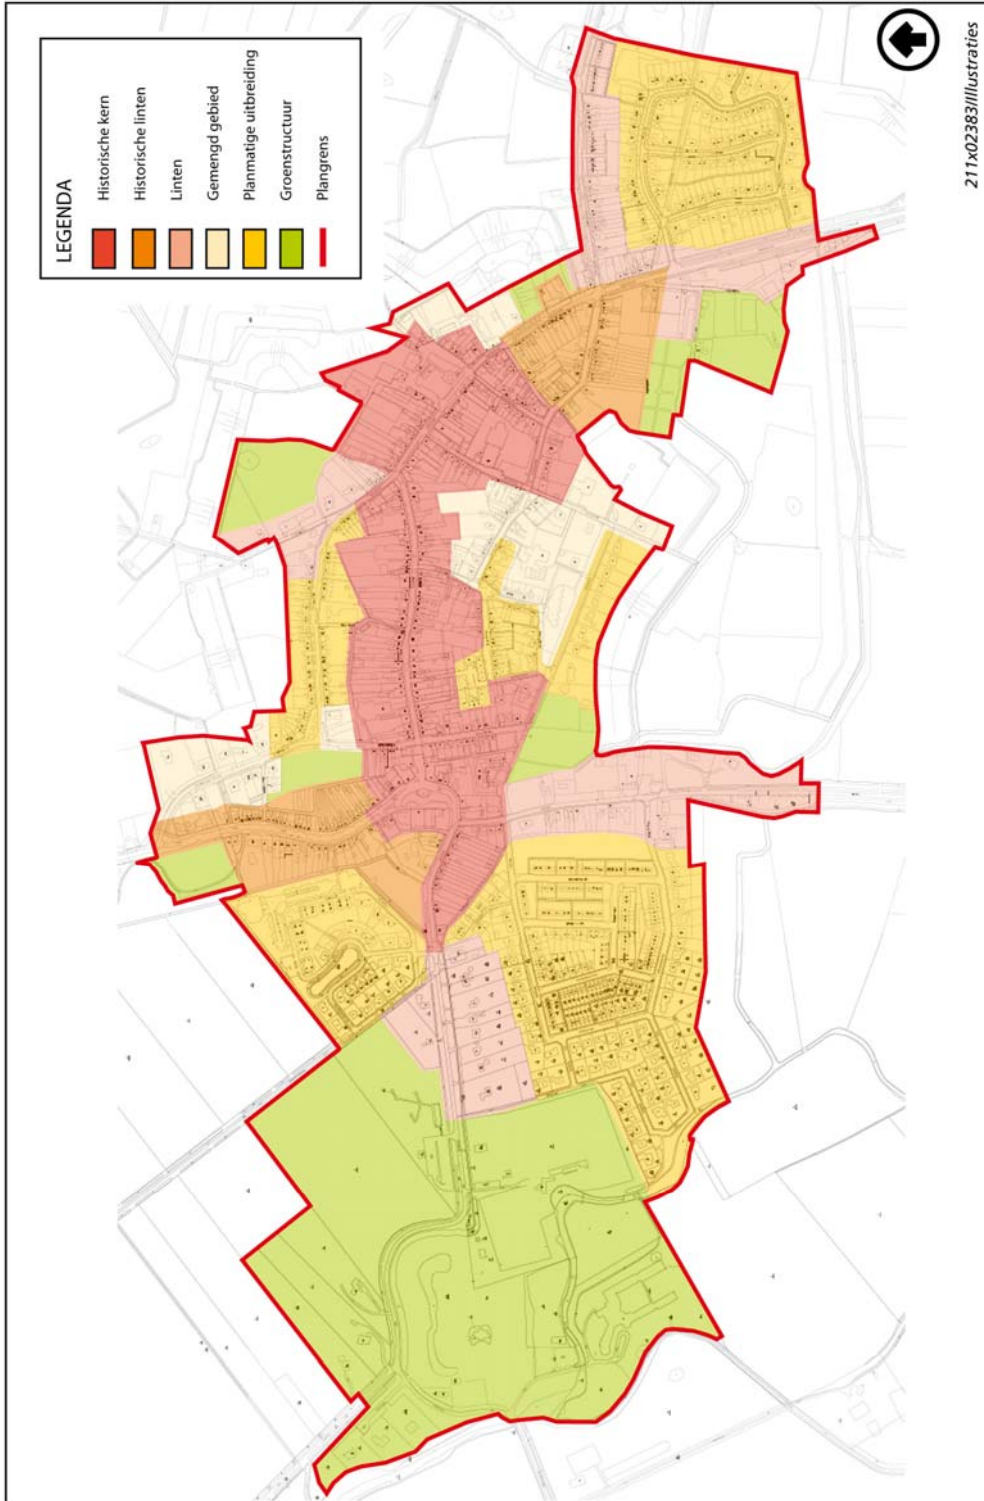 LEGENDA
Historische kern
Historische linten
Linten
Gemengd gebied
Planmatige uitbreiding
Groenstructuur
Plangrens
211x02383/Illustraties